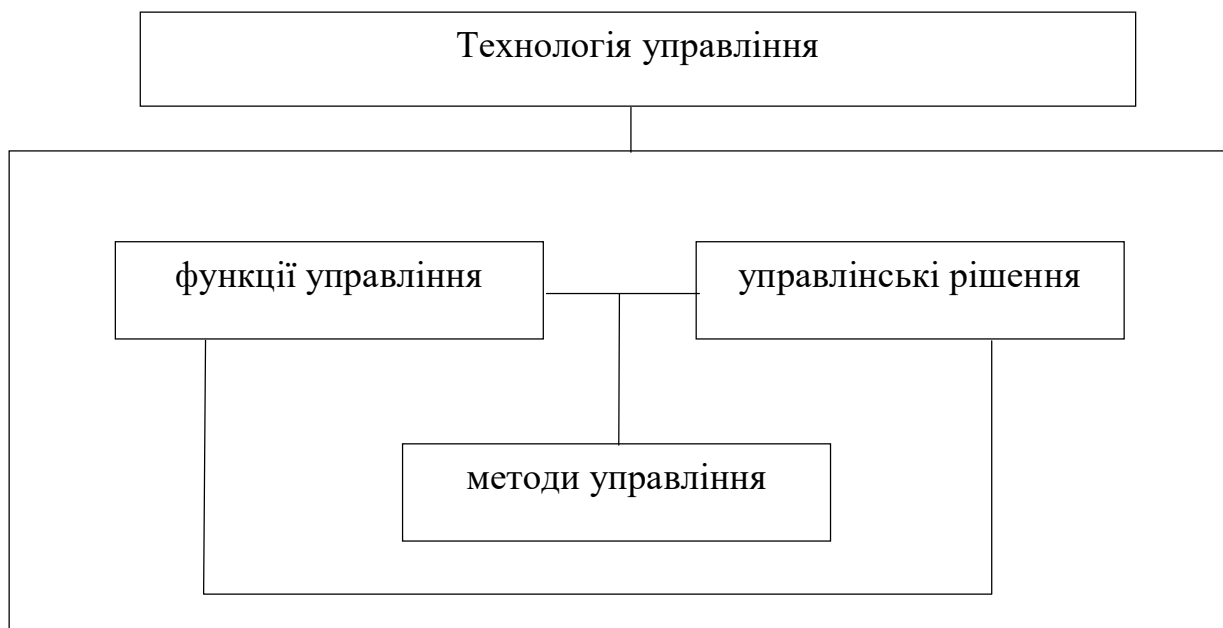 Технологія управління
функції управління
управлінські рішення
методи управління